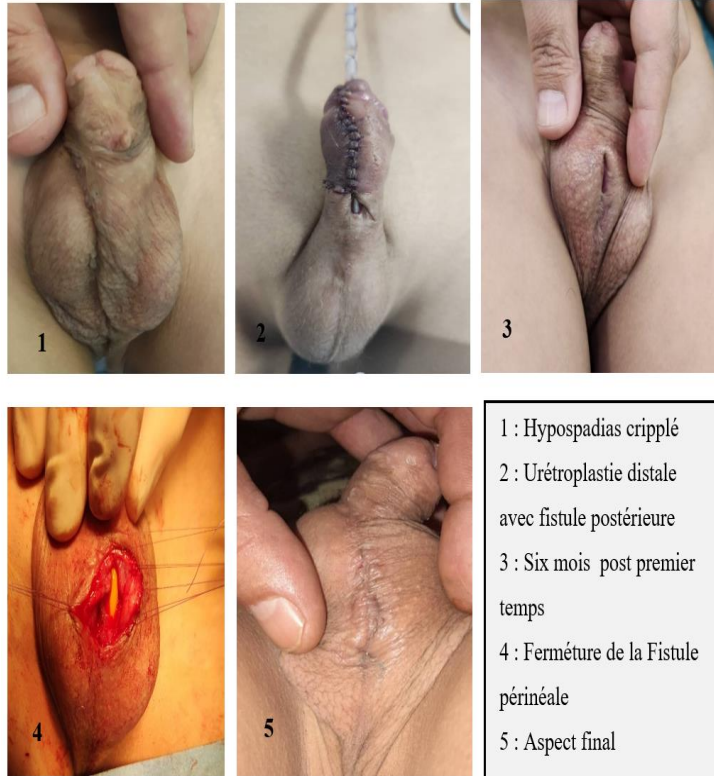 1
2
3
4
5
1 : Hypospadias cripplé
2 : Urétroplastie distale
avec fistule postérieure
3 : Six mois post premier
temps
4 : Ferméture de la Fistule
périnéale
5 : Aspect final